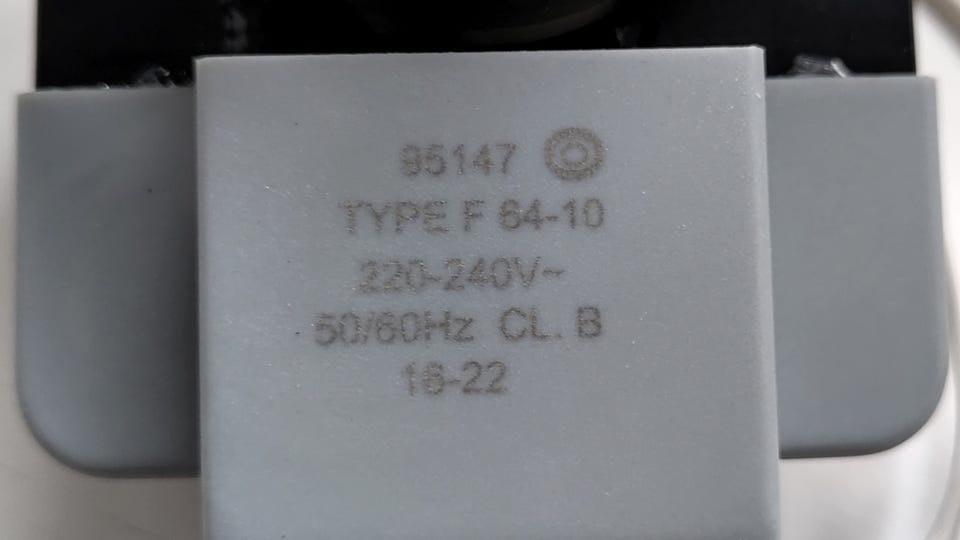 95147
TYPE F 64-10
220-240V~
50/60Hz CL. B
16-22